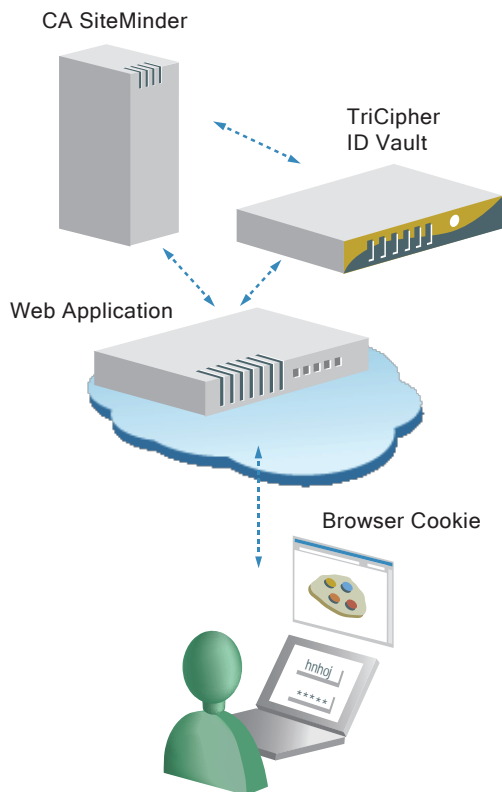 CA SiteMinder
TriCipher
ID Vault
Web Application
Browser Cookie
hnhoj
*****